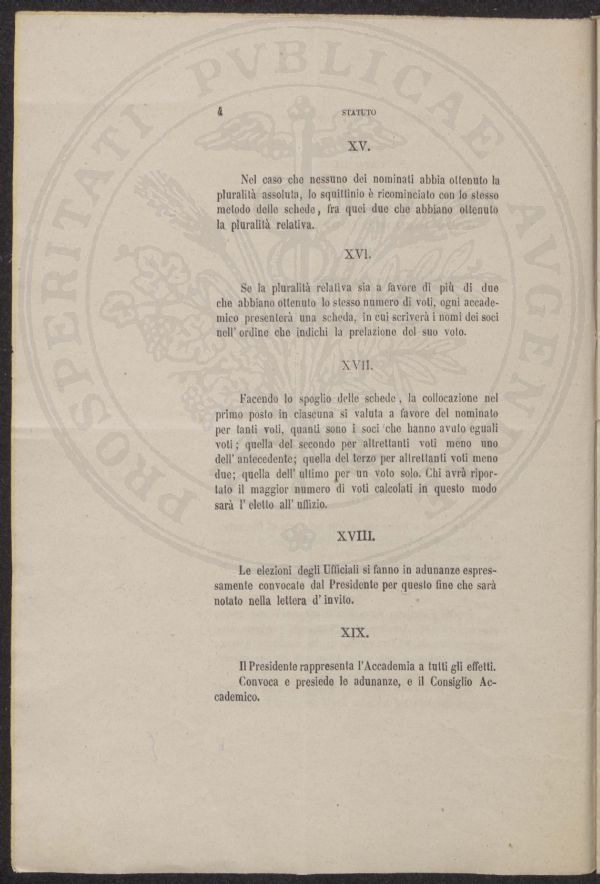 PROSPERITATI PVBLICAE AVGENDAE
4 STATUTO
XV.
Nel caso che nessuno dei nominati abbia ottenuto la
pluralità assoluta, lo squittinio è ricominciato con lo stesso
metodo delle schede, fra quei due che abbiano ottenuto
la pluralità relativa.
XVI.
Se la pluralità relativa sia a favore di più di due
che abbiano ottenuto lo stesso numero di voti, ogni accade-
mico presenterà una scheda, in cui scriverà i nomi dei soci
nell' ordine che indichi la prelazione del suo voto.
XVII.
Facendo lo spoglio delle schede, la collocazione nel
primo posto in ciascuna si valuta a favore del nominato
per tanti voti, quanti sono i soci che hanno avuto eguali
voti; quella del secondo per altrettanti voti meno uno
dell' antecedente; quella del terzo per altrettanti voti meno
due; quella dell' ultimo per un voto solo. Chi avrà ripor-
tato il maggior numero di voti calcolati in questo modo
sarà l' eletto all' uffizio.
XVIII.
Le elezioni degli Ufficiali si fanno in adunanze espres-
samente convocate dal Presidente per questo fine che sarà
notato nella lettera d' invito.
XIX.
Il Presidente rappresenta l'Accademia a tutti gli effetti.
Convoca e presiede le adunanze, e il Consiglio Ac-
cademico.